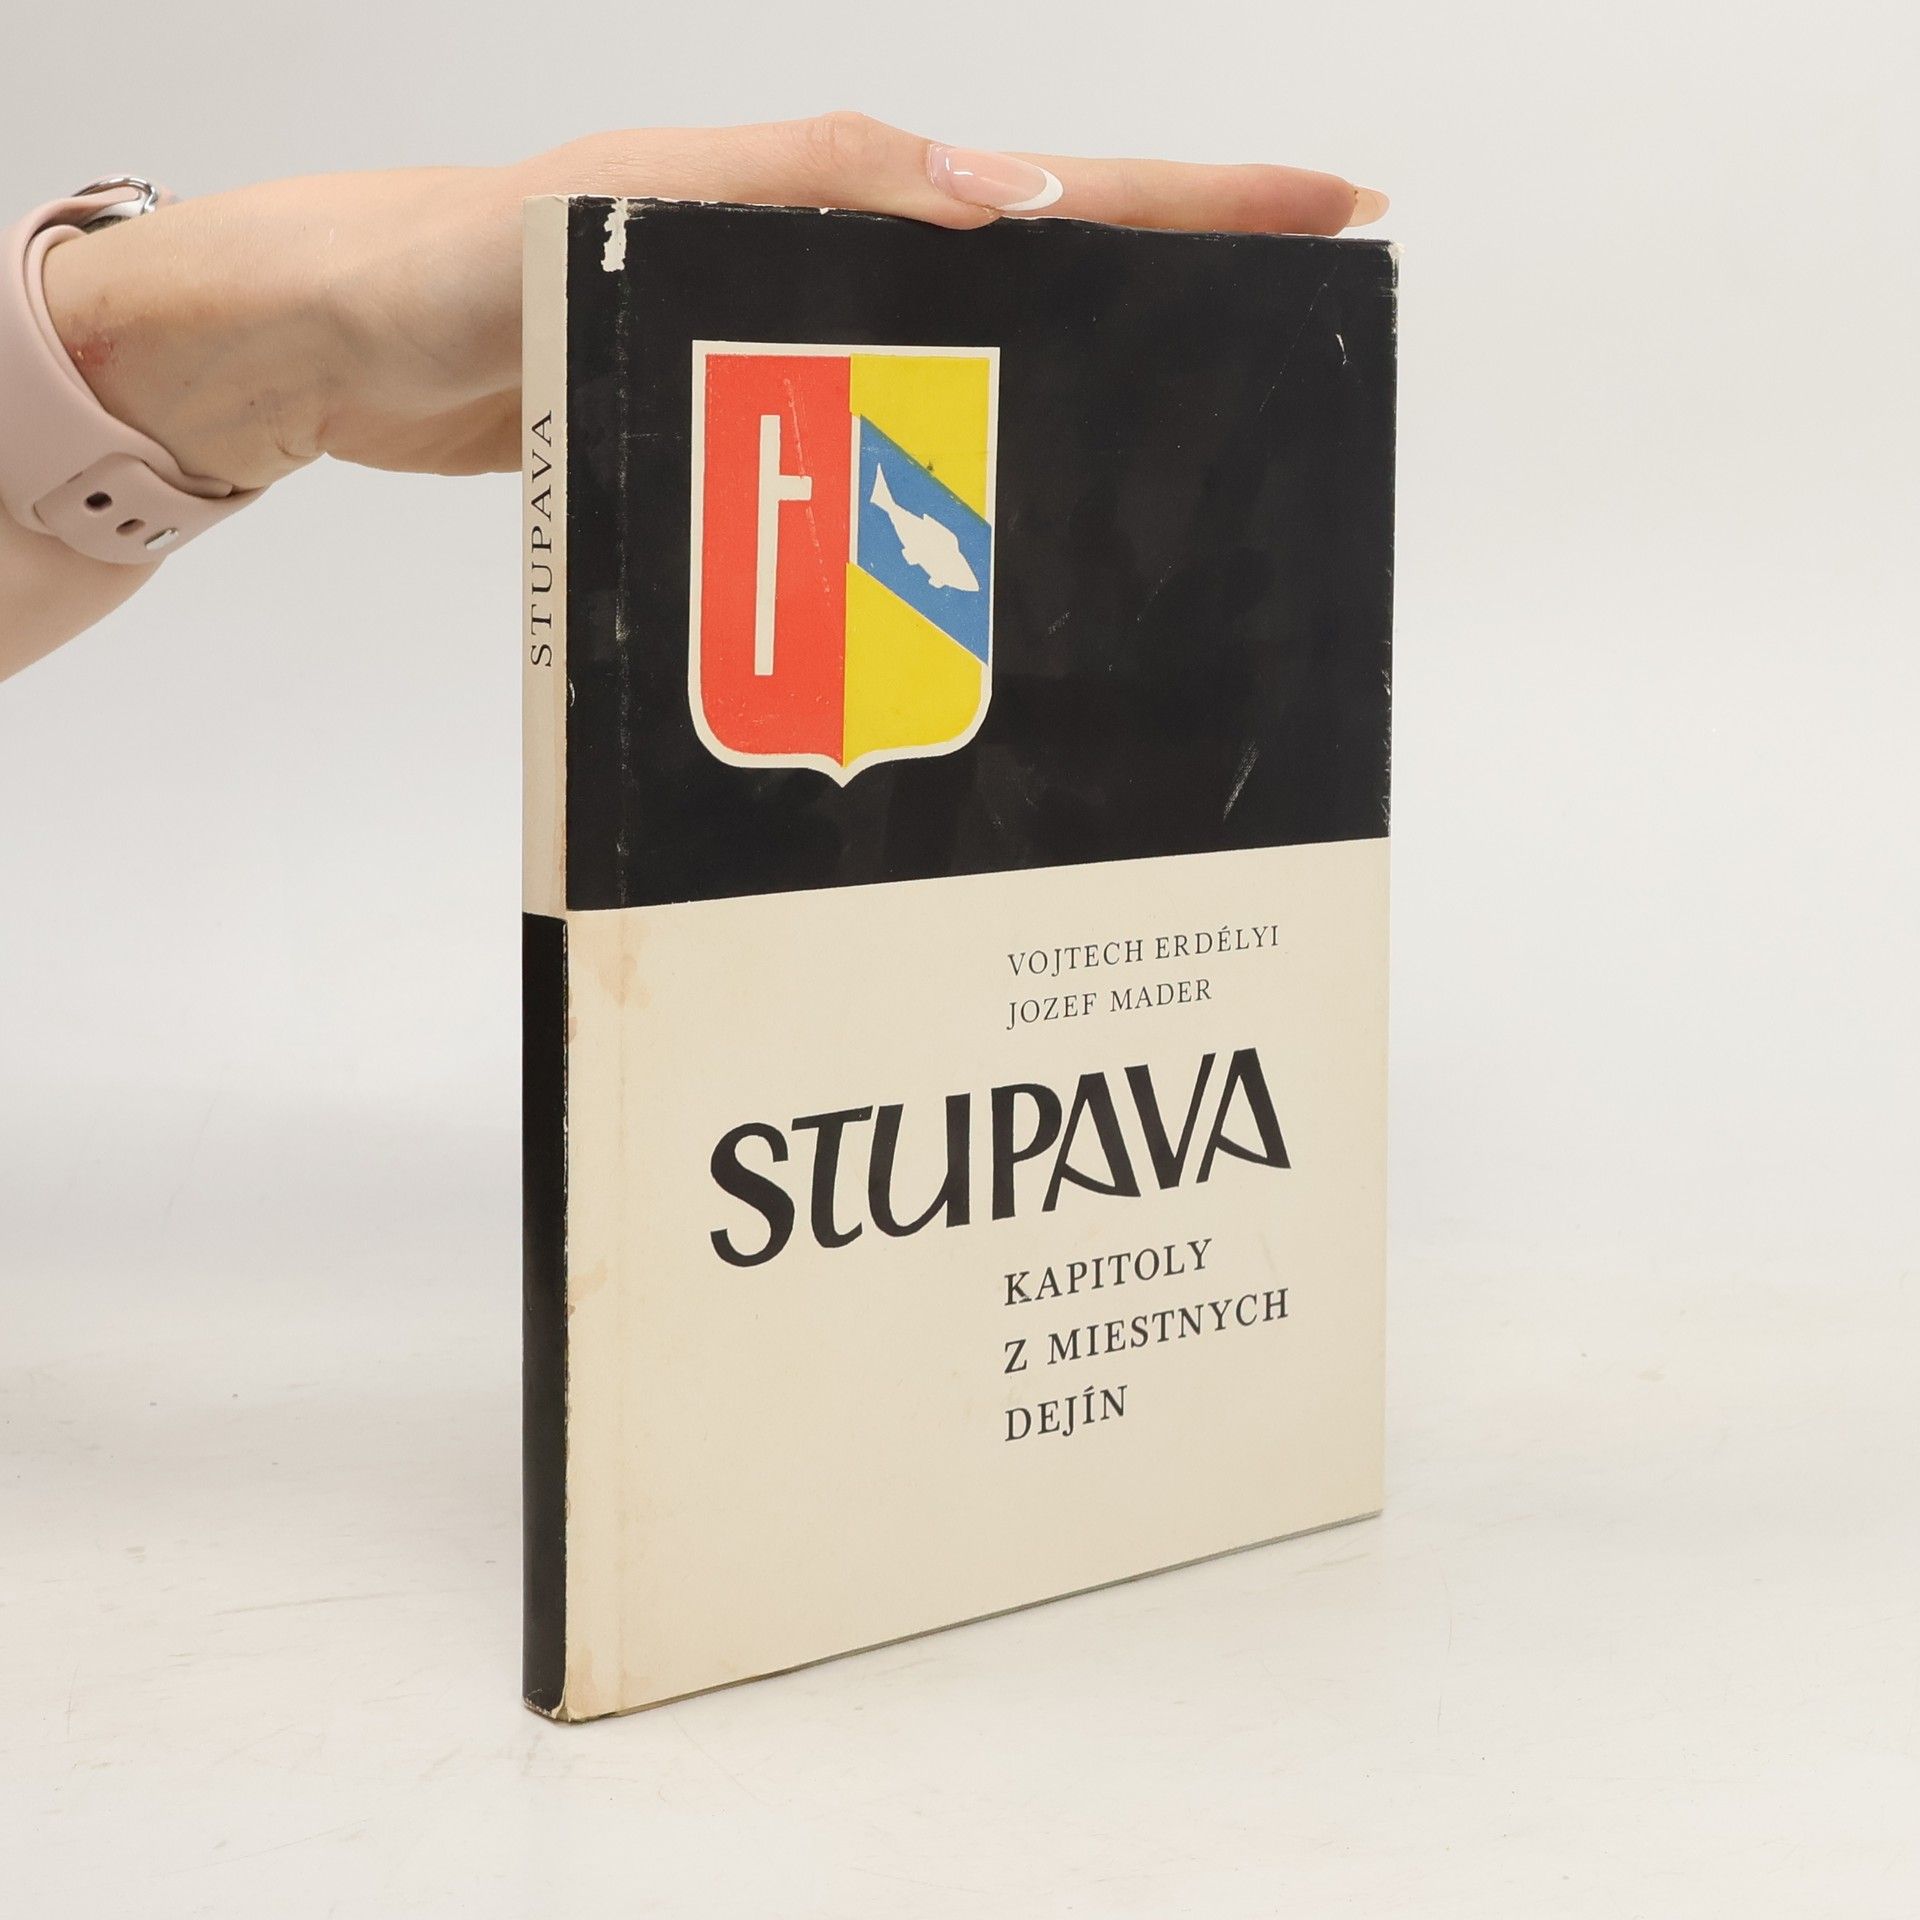 STUPAVA
VOJTECH ERDÉLYI
JOZEF MADER
STUPAVA
KAPITOLY
Z MIESTNYCH
DEJÍN